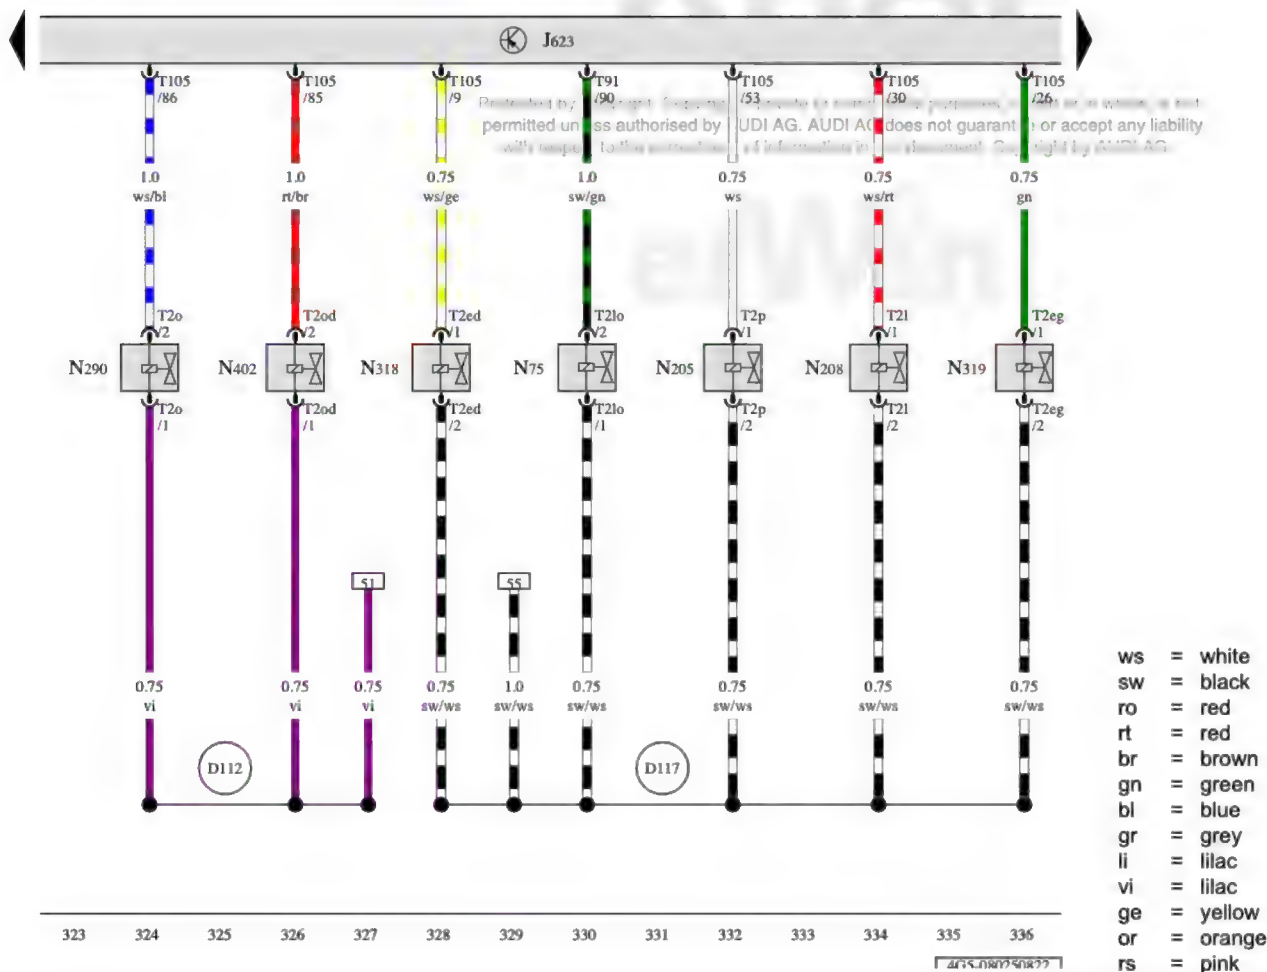 J623
T105 T105 T105 T91 T105 T105 T105
/86 /85 /9 /90 /53 /30 /26
permitted unless authorised by AUDI AG. AUDI AG does not guarantee or accept any liability
1.0 1.0 0.75 1.0 0.75 0.75 0.75
ws/bl rt/br ws/ge sw/gn ws ws/rt gn
T2o T2od T2ed T2lo T2p T2l T2eg
/2 /2 /1 /2 /1 /1 /1
N290 N402 N318 N75 N205 N208 N319
T2o T2od T2ed T2lo T2p T2l T2eg
/1 /1 /2 /1 /2 /2 /2
51 55
0.75 0.75 0.75 0.75 1.0 0.75 0.75 0.75 0.75
vi vi vi sw/ws sw/ws sw/ws sw/ws sw/ws sw/ws
D112 D117
323 324 325 326 327 328 329 330 331 332 333 334 335 336
4G5-080250822
ws = white
sw = black
ro = red
rt = red
br = brown
gn = green
bl = blue
gr = grey
li = lilac
vi = lilac
ge = yellow
or = orange
rs = pink